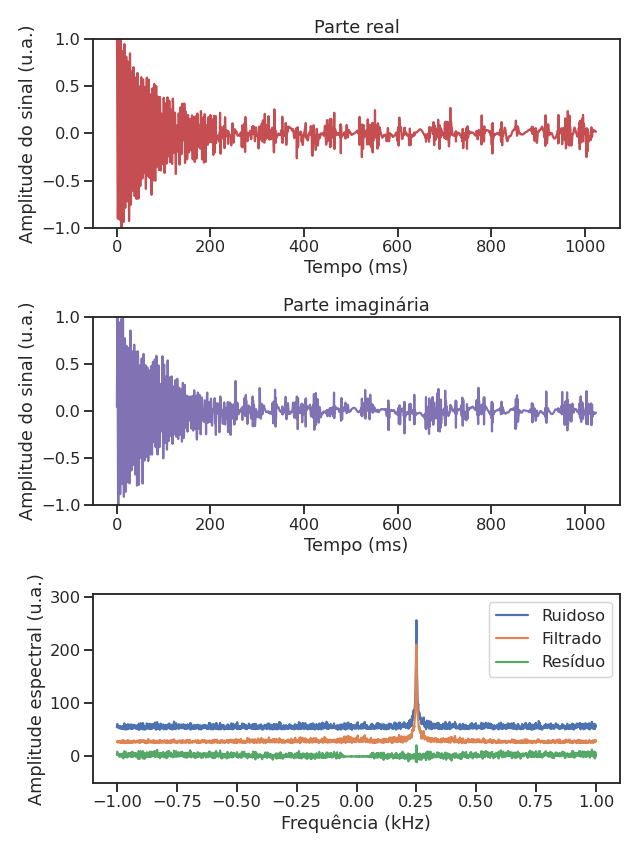 Parte real
Amplitude do sinal (u.a.)
1.0
0.5
0.0
−0.5
−1.0
0 200 400 600 800 1000
Tempo (ms)
Parte imaginária
Amplitude do sinal (u.a.)
1.0
0.5
0.0
−0.5
−1.0
0 200 400 600 800 1000
Tempo (ms)
Amplitude espectral (u.a.)
300
200
100
0
Ruidoso
Filtrado
Resíduo
−1.00 −0.75 −0.50 −0.25 0.00 0.25 0.50 0.75 1.00
Frequência (kHz)